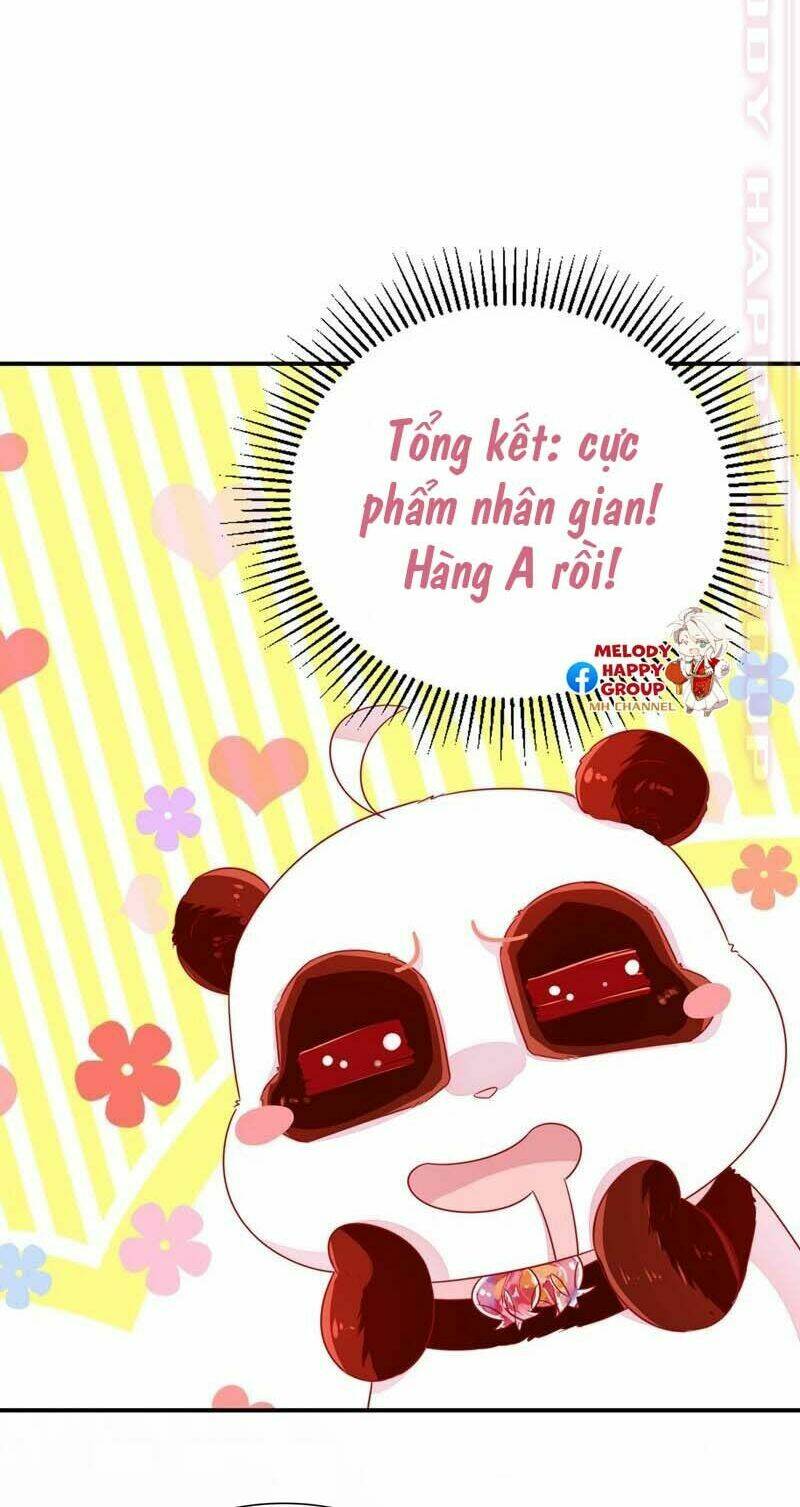 Tổng kết: cực
phẩm nhân gian!
Hàng A rồi!
MELODY
HAPPY
GROUP
MH CHANNEL